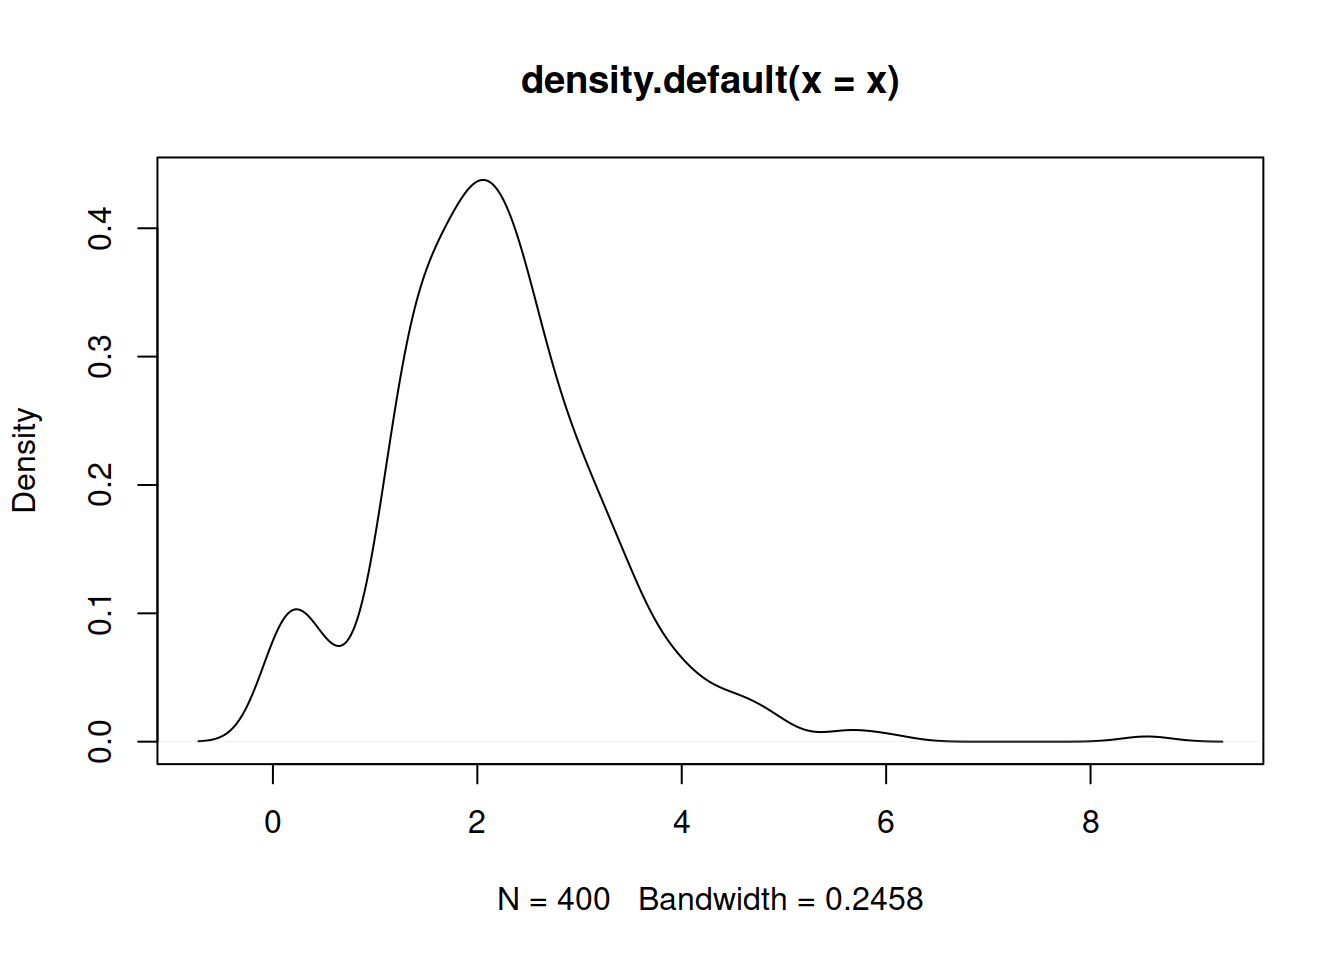 density.default(x = x)
Density
0.4
0.3
0.2
0.1
0.0
0 2 4 6 8
N = 400   Bandwidth = 0.2458